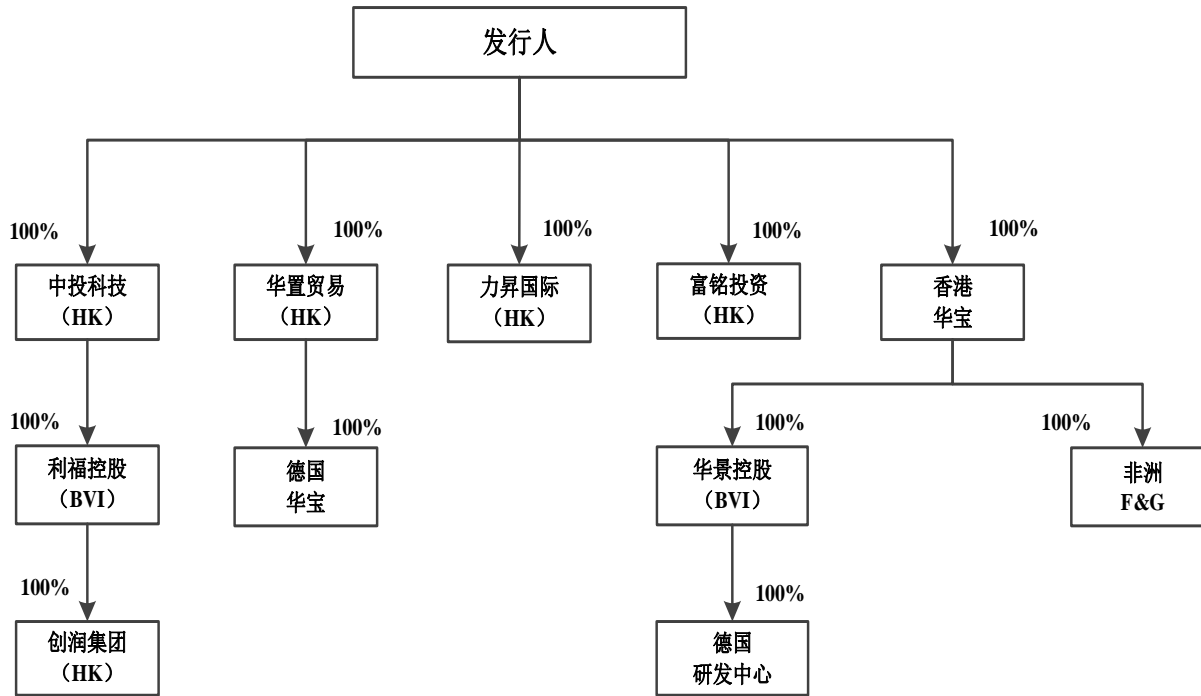 发行人
100%
100%
100%
100%
100%
中投科技
（HK）
华置贸易
（HK）
力昇国际
（HK）
富铭投资
（HK）
香港
华宝
100%
100%
100%
100%
利福控股
（BVI）
德国
华宝
华景控股
（BVI）
非洲
F&G
100%
100%
创润集团
（HK）
德国
研发中心